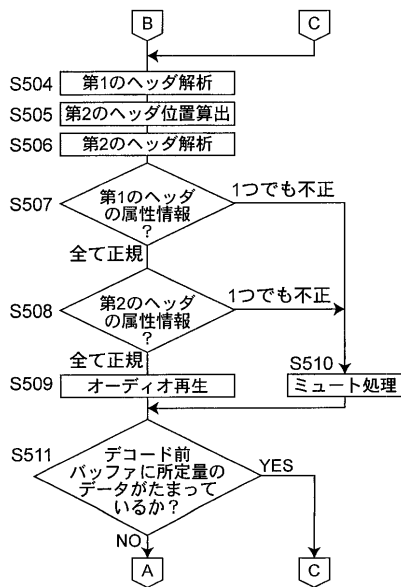 B
C
S504
第1のヘッダ解析
S505
第2のヘッダ位置算出
S506
第2のヘッダ解析
S507
第1のヘッダ
の属性情報
?
1つでも不正
全て正規
S508
第2のヘッダ
の属性情報
?
1つでも不正
全て正規
S509
オーディオ再生
S510
ミュート処理
S511
デコード前
バッファに所定量の
データがたまって
いるか?
YES
NO
A
C